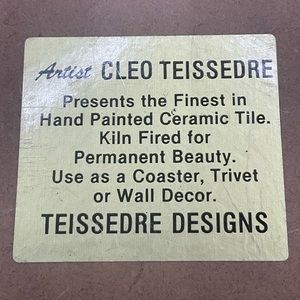 Artist CLEO TEISSEDRE
Presents the Finest in
Hand Painted Ceramic Tile.
Kiln Fired for
Permanent Beauty.
Use as a Coaster, Trivet
or Wall Decor.
TEISSEDRE DESIGNS